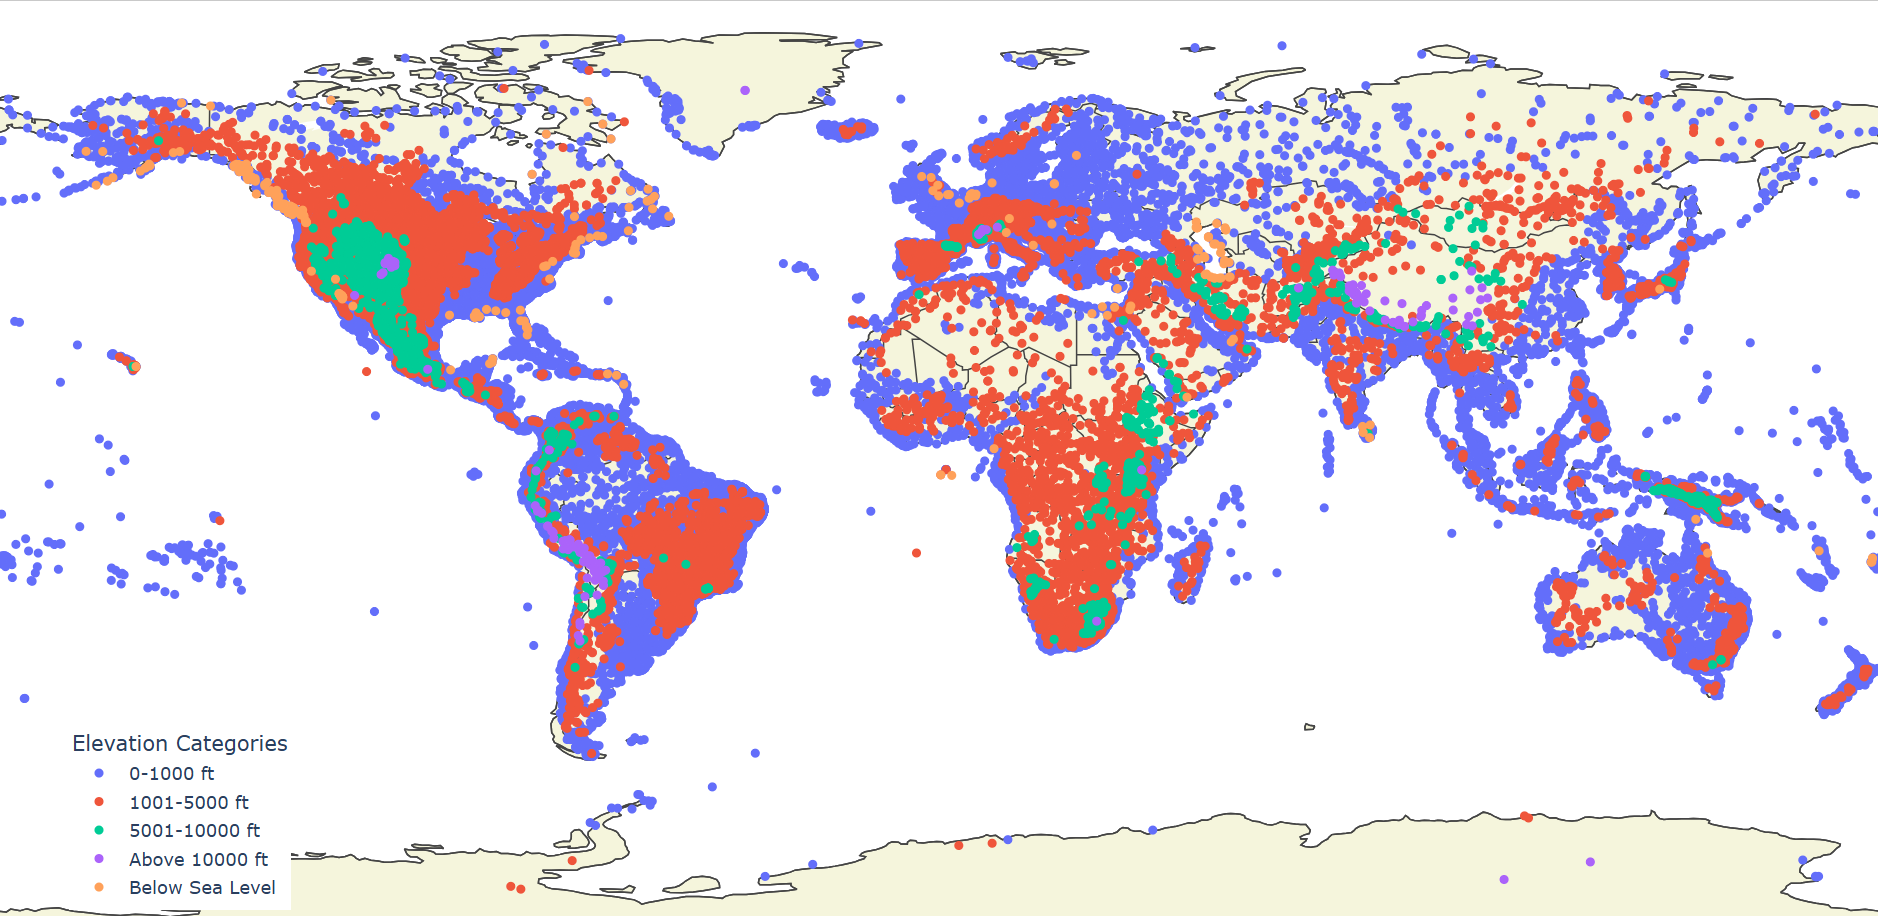 Elevation Categories
0-1000 ft
1001-5000 ft
5001-10000 ft
Above 10000 ft
Below Sea Level